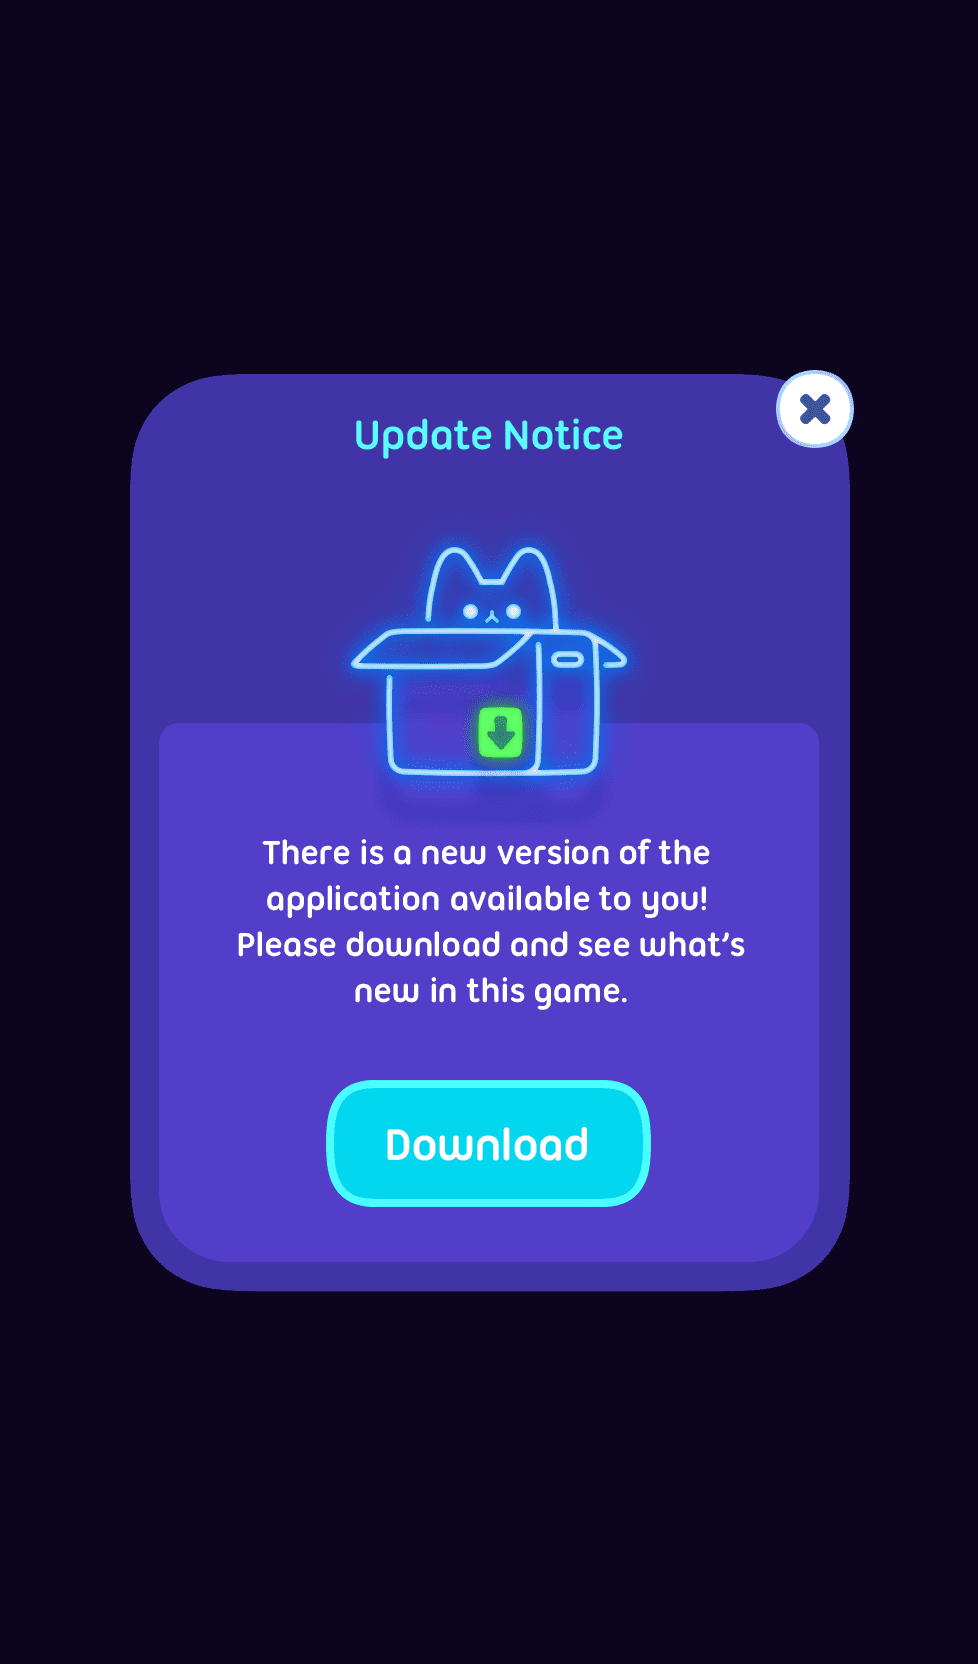 Update Notice
There is a new version of the
application available to you!
Please download and see what’s
new in this game.
Download